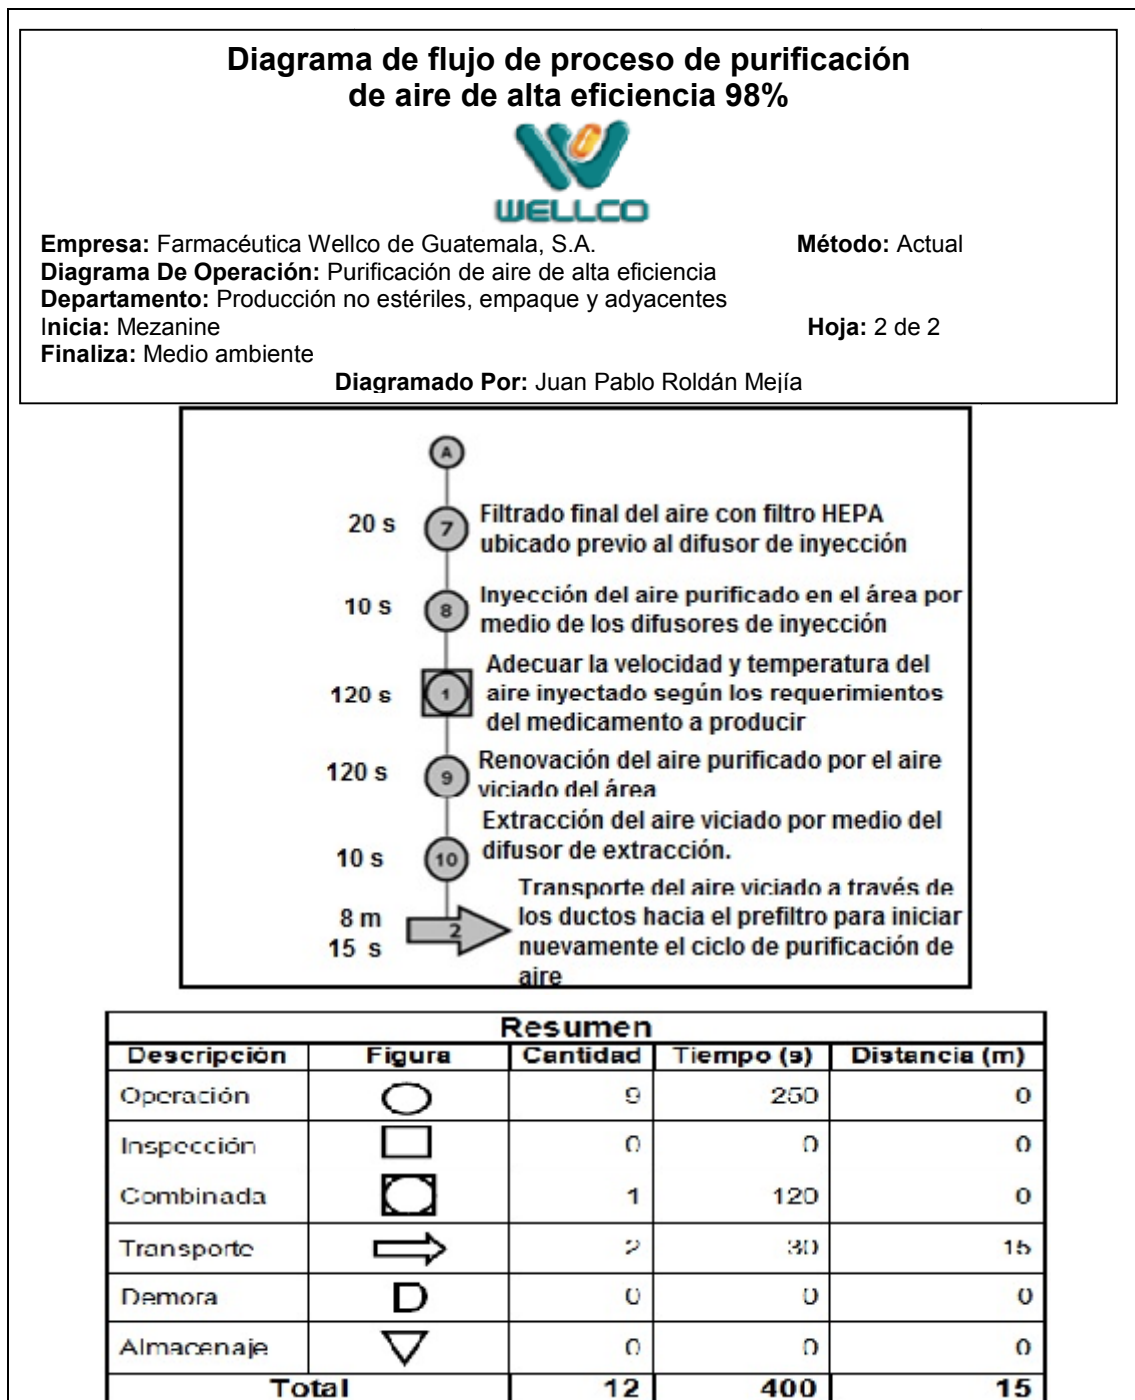 Diagrama de flujo de proceso de purificación
de aire de alta eficiencia 98%
WELLCO
Empresa: Farmacéutica Wellco de Guatemala, S.A. Método: Actual
Diagrama De Operación: Purificación de aire de alta eficiencia
Departamento: Producción no estériles, empaque y adyacentes
Inicia: Mezanine Hoja: 2 de 2
Finaliza: Medio ambiente
Diagramado Por: Juan Pablo Roldán Mejía
A
20 s 7 Filtrado final del aire con filtro HEPA
ubicado previo al difusor de inyección
10 s 8 Inyección del aire purificado en el área por
medio de los difusores de inyección
Adecuar la velocidad y temperatura del
120 s 1 aire inyectado según los requerimientos
del medicamento a producir
120 s 9 Renovación del aire purificado por el aire
viciado del área
Extracción del aire viciado por medio del
10 s 10 difusor de extracción.
Transporte del aire viciado a través de
8 m 2 los ductos hacia el prefiltro para iniciar
15 s nuevamente el ciclo de purificación de
aire
Resumen
Descripción Figura Cantidad Tiempo (s) Distancia (m)
Operación 9 250 0
Inspección 0 0 0
Combinada 1 120 0
Transporte 2 30 15
Demora D 0 0 0
Almacenaje 0 0 0
Total 12 400 15